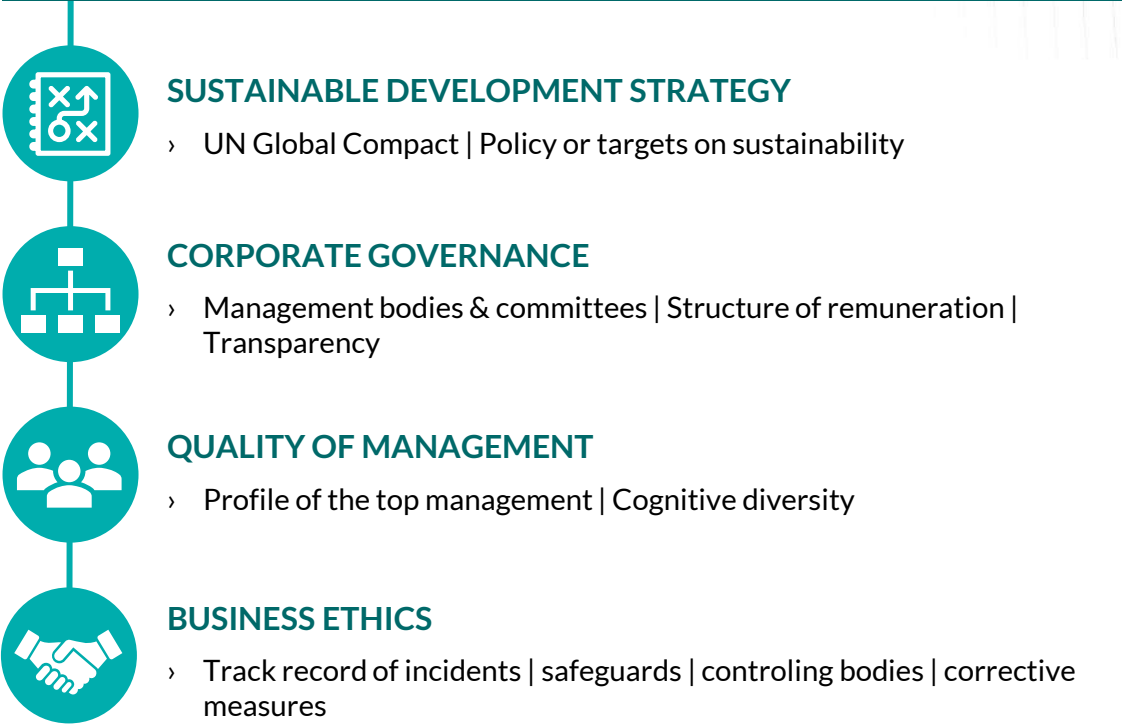 SUSTAINABLE DEVELOPMENT STRATEGY
› UN Global Compact | Policy or targets on sustainability
CORPORATE GOVERNANCE
› Management bodies & committees | Structure of remuneration |
Transparency
QUALITY OF MANAGEMENT
› Profile of the top management | Cognitive diversity
BUSINESS ETHICS
› Track record of incidents | safeguards | controling bodies | corrective
measures